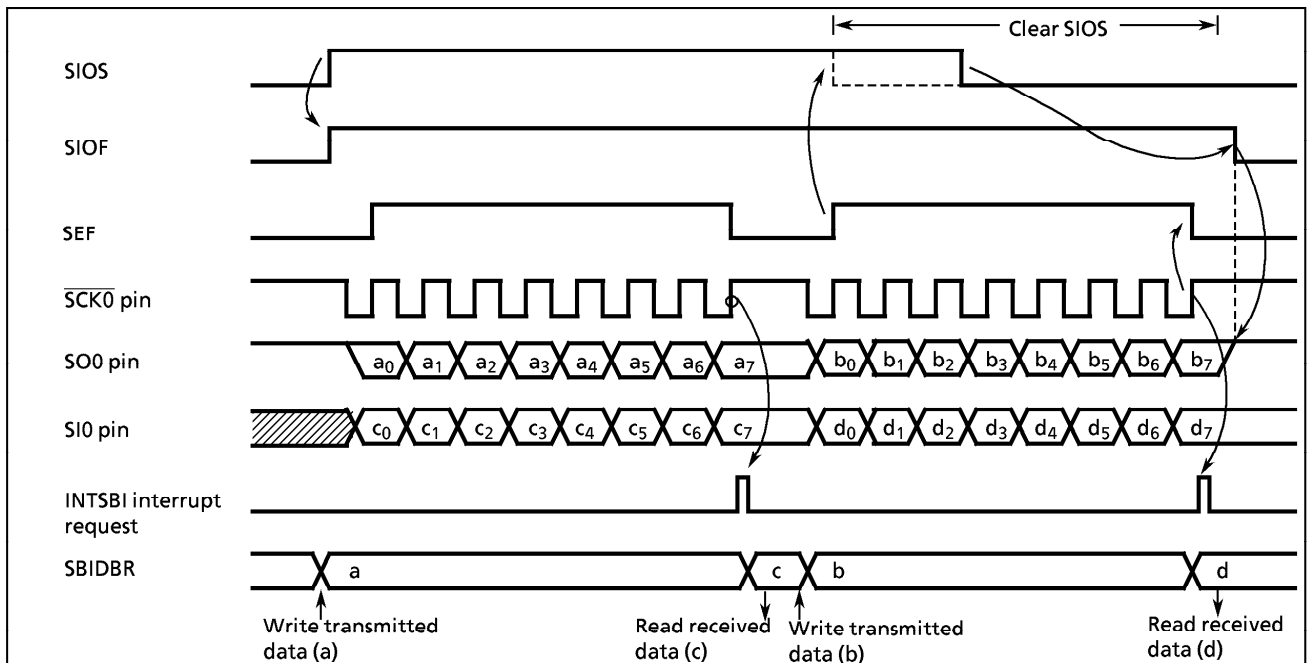 Clear SIOS
SIOS
SIOF
SEF
SCK0 pin
SO0 pin
a0 a1 a2 a3 a4 a5 a6 a7 b0 b1 b2 b3 b4 b5 b6 b7
SI0 pin
c0 c1 c2 c3 c4 c5 c6 c7 d0 d1 d2 d3 d4 d5 d6 d7
INTSBI interrupt
request
SBIDBR
a c b d
Write transmitted
data (a)
Read received
data (c)
Write transmitted
data (b)
Read received
data (d)